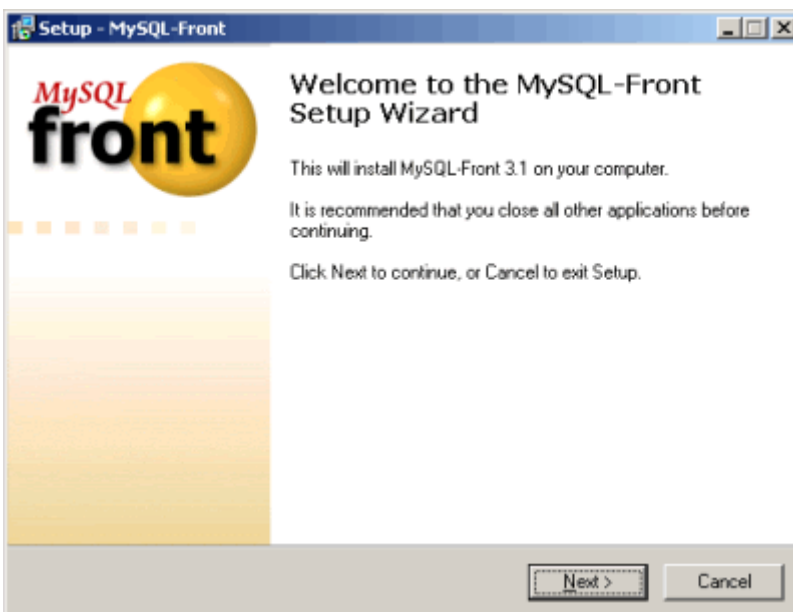 Setup - MySQL-Front
MySQL
front
Welcome to the MySQL-Front
Setup Wizard
This will install MySQL-Front 3.1 on your computer.
It is recommended that you close all other applications before
continuing.
Click Next to continue, or Cancel to exit Setup.
Next >
Cancel